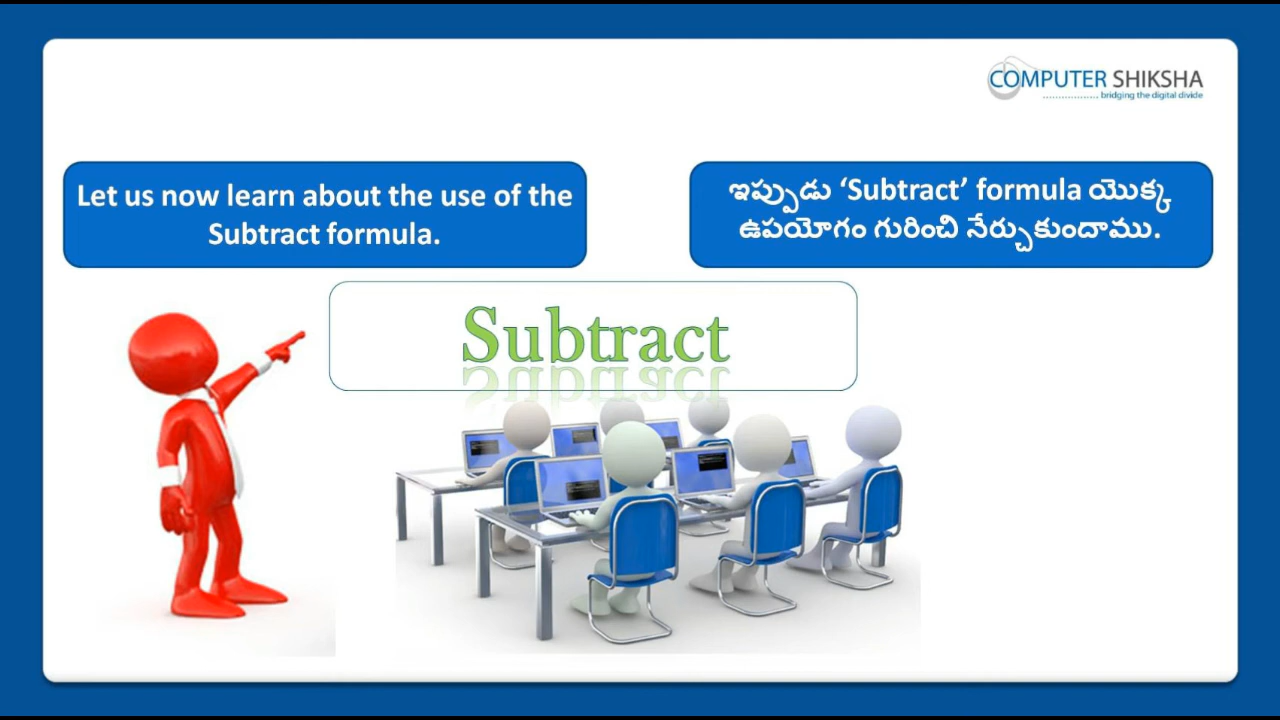 COMPUTER SHIKSHA
bridging the digital divide
Let us now learn about the use of the
Subtract formula.
ఇప్పుడు ‘Subtract’ formula యొక్క
ఉపయోగం గురించి నేర్చుకుందాము.
Subtract